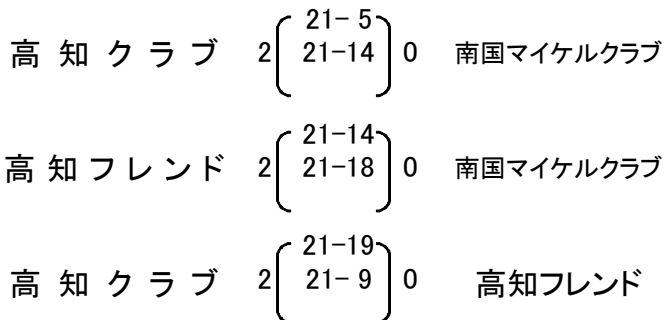 21- 5
高知クラブ 2 21-14 0 南国マイケルクラブ
21-14
高知フレンド 2 21-18 0 南国マイケルクラブ
21-19
高知クラブ 2 21- 9 0 高知フレンド